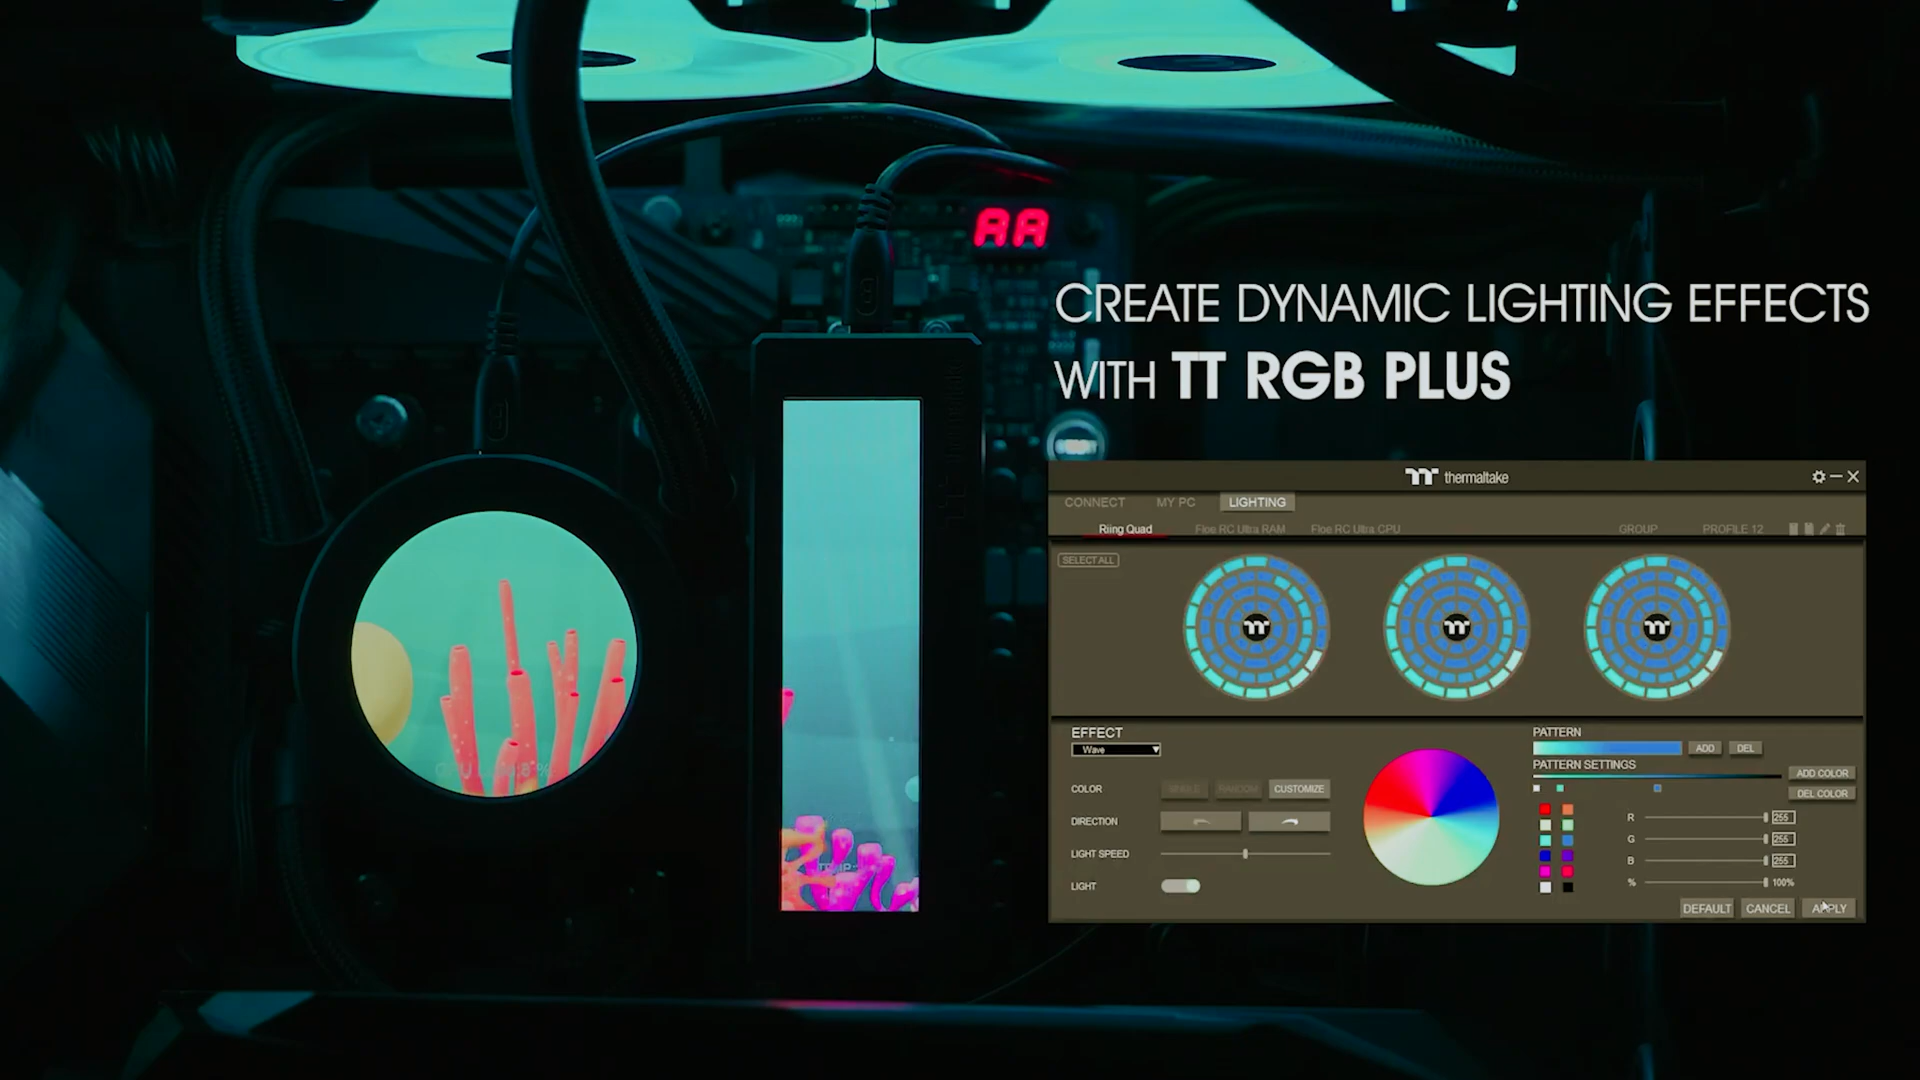 AA
CREATE DYNAMIC LIGHTING EFFECTS
WITH TT RGB PLUS
thermaltake
CONNECT MY PC LIGHTING
Riing Quad Floe RC Ultra RAM Floe RC Ultra CPU GROUP PROFILE 12
SELECT ALL
EFFECT
Wave
COLOR SINGLE RANDOM CUSTOMIZE
DIRECTION
LIGHT SPEED
LIGHT
PATTERN
ADD DEL
PATTERN SETTINGS
ADD COLOR
DEL COLOR
R 255
G 255
B 255
% 100%
DEFAULT CANCEL APPLY